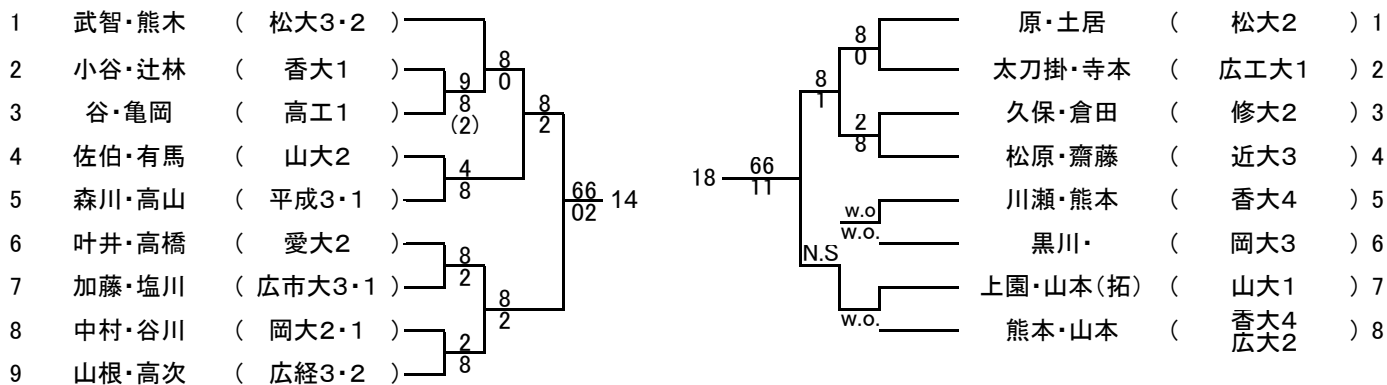 1 武智・熊木 ( 松大3・2 )
2 小谷・辻林 ( 香大1 )
3 谷・亀岡 ( 高工1 )
4 佐伯・有馬 ( 山大2 )
5 森川・高山 ( 平成3・1 )
6 叶井・高橋 ( 愛大2 )
7 加藤・塩川 ( 広市大3・1 )
8 中村・谷川 ( 岡大2・1 )
9 山根・高次 ( 広経3・2 )
8
0
9
8
(2)
8
2
4
8
66
02
14
8
2
8
2
2
8
原・土居 ( 松大2 ) 1
太刀掛・寺本 ( 広工大1 ) 2
久保・倉田 ( 修大2 ) 3
松原・齋藤 ( 近大3 ) 4
川瀬・熊本 ( 香大4 ) 5
黒川・ ( 岡大3 ) 6
上園・山本(拓) ( 山大1 ) 7
熊本・山本 ( 香大4
広大2 ) 8
8
0
8
1
2
8
18
66
11
w.o
w.o.
N.S
w.o.